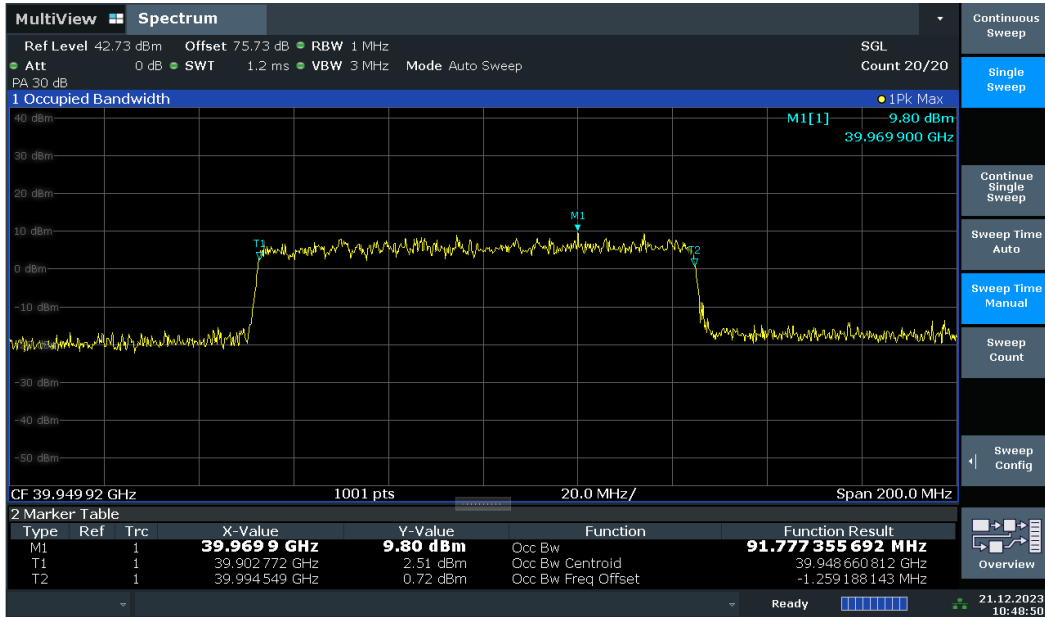 MultiView Spectrum
Ref Level 42.73 dBm Offset 75.73 dB RBW 1 MHz SGL
Att 0 dB SWT 1.2 ms VBW 3 MHz Mode Auto Sweep Count 20/20
PA 30 dB
1 Occupied Bandwidth 1Pk Max
40 dBm
M1[1] 9.80 dBm
39.969 900 GHz
30 dBm
20 dBm
M1
10 dBm
T1
T2
0 dBm
-10 dBm
-30 dBm
-40 dBm
-50 dBm
CF 39.949 92 GHz 1001 pts 20.0 MHz/ Span 200.0 MHz
2 Marker Table
Type Ref Trc X-Value Y-Value Function Function Result
M1 1 39.969 9 GHz 9.80 dBm Occ Bw 91.777 355 692 MHz
T1 1 39.902 772 GHz 2.51 dBm Occ Bw Centroid 39.948 660 812 GHz
T2 1 39.994 549 GHz 0.72 dBm Occ Bw Freq Offset -1.259 188 143 MHz
Ready
21.12.2023
10:48:50
Continuous
Sweep
Single
Sweep
Continue
Single
Sweep
Sweep Time
Auto
Sweep Time
Manual
Sweep
Count
Sweep
Config
Overview